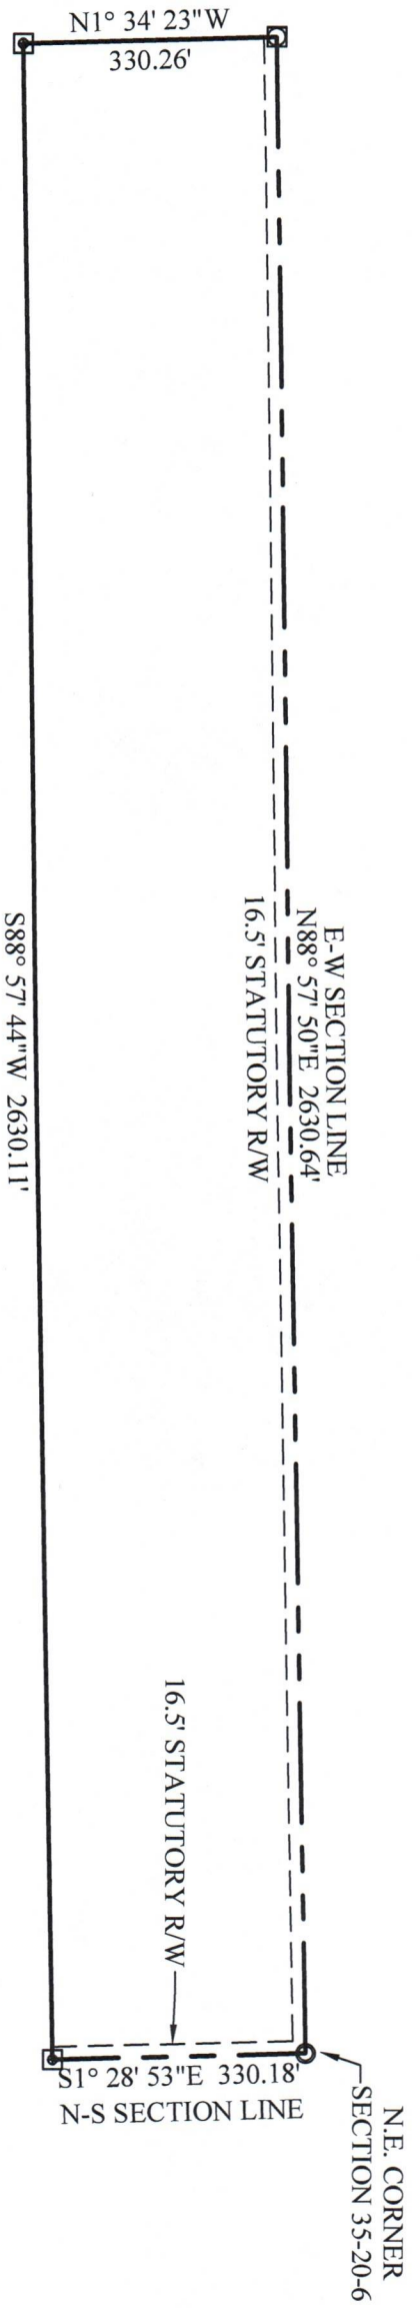 N1° 34' 23"W
330.26'
E-W SECTION LINE
N88° 57' 50"E 2630.64'
16.5' STATUTORY R/W
S88° 57' 44"W 2630.11'
16.5' STATUTORY R/W
S1° 28' 53"E 330.18'
N-S SECTION LINE
N.E. CORNER
SECTION 35-20-6